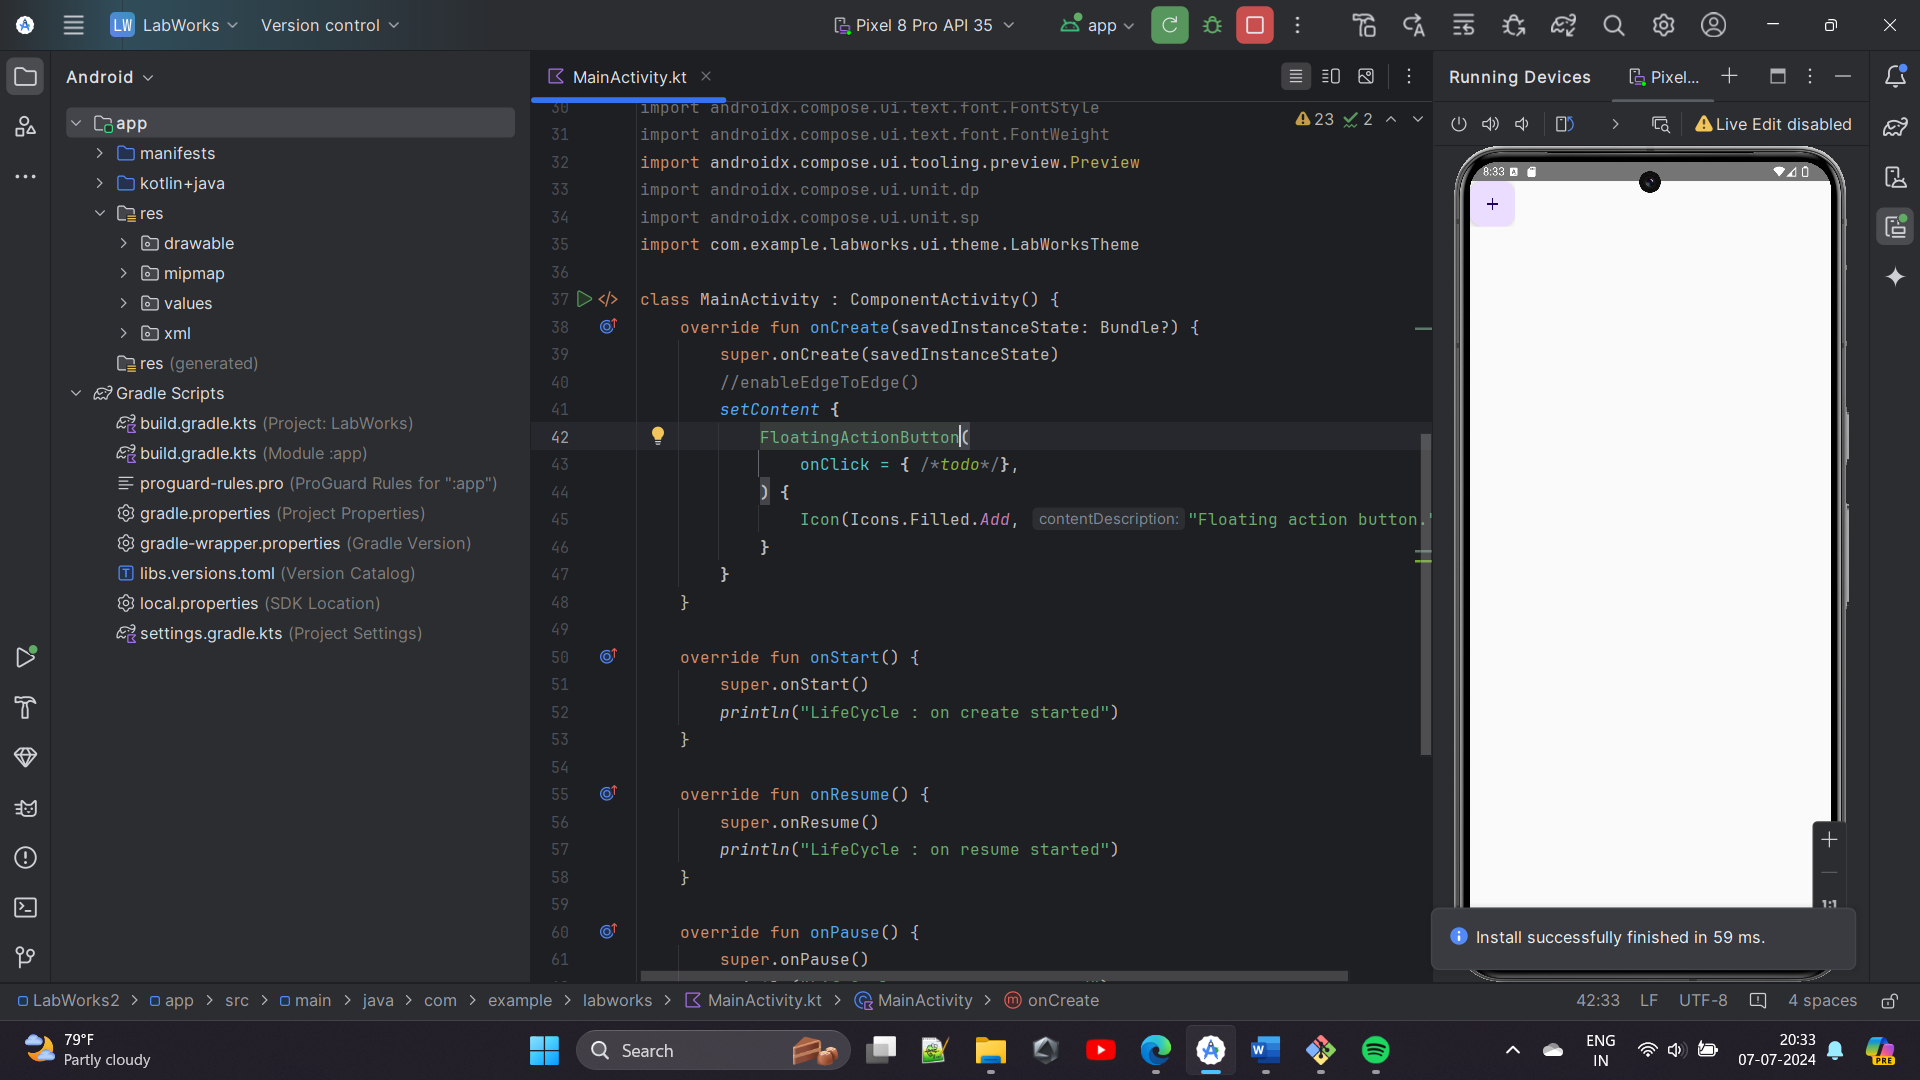 LW LabWorks Version control Pixel 8 Pro API 35 app
Android
app
manifests
kotlin+java
res
drawable
mipmap
values
xml
res (generated)
Gradle Scripts
build.gradle.kts (Project: LabWorks)
build.gradle.kts (Module :app)
proguard-rules.pro (ProGuard Rules for ":app")
gradle.properties (Project Properties)
gradle-wrapper.properties (Gradle Version)
libs.versions.toml (Version Catalog)
local.properties (SDK Location)
settings.gradle.kts (Project Settings)
MainActivity.kt
23 2
30 import androidx.compose.ui.text.font.FontStyle
31 import androidx.compose.ui.text.font.FontWeight
32 import androidx.compose.ui.tooling.preview.Preview
33 import androidx.compose.ui.unit.dp
34 import androidx.compose.ui.unit.sp
35 import com.example.labworks.ui.theme.LabWorksTheme
36
37 class MainActivity : ComponentActivity() {
38 override fun onCreate(savedInstanceState: Bundle?) {
39 super.onCreate(savedInstanceState)
40 //enableEdgeToEdge()
41 setContent {
42 FloatingActionButton(
43 onClick = { /*todo*/},
44 ) {
45 Icon(Icons.Filled.Add, contentDescription: "Floating action button."
46 }
47 }
48 }
49
50 override fun onStart() {
51 super.onStart()
52 println("LifeCycle : on create started")
53 }
54
55 override fun onResume() {
56 super.onResume()
57 println("LifeCycle : on resume started")
58 }
59
60 override fun onPause() {
61 super.onPause()
Running Devices Pixel...
Live Edit disabled
8:33
+
1:1
Install successfully finished in 59 ms.
LabWorks2 > app > src > main > java > com > example > labworks > MainActivity.kt > MainActivity > onCreate
42:33 LF UTF-8 4 spaces
79°F
Partly cloudy
Search
ENG
IN
20:33
07-07-2024
PRE